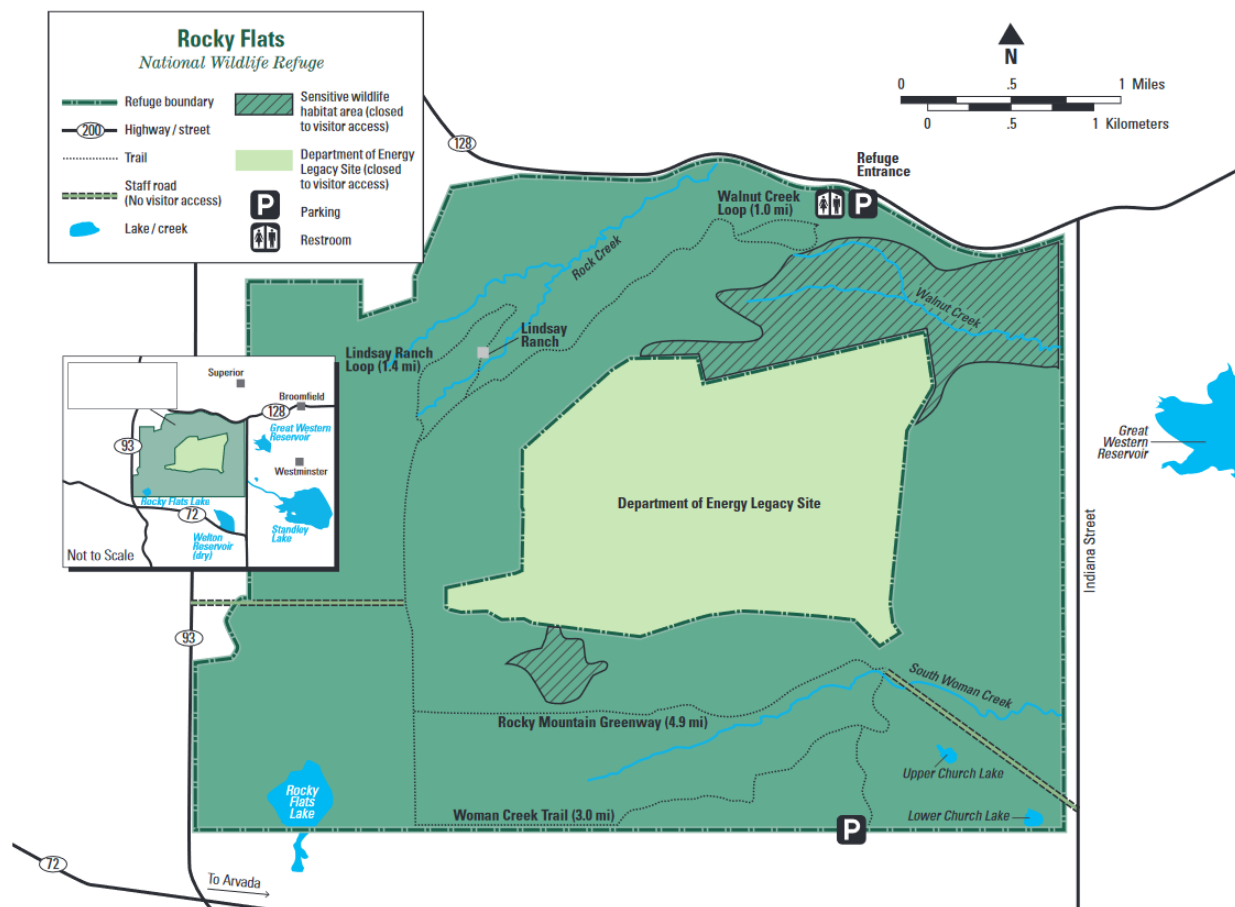 Rocky Flats
National Wildlife Refuge
Refuge boundary
200
Highway / street
Trail
Staff road
(No visitor access)
Lake / creek
Sensitive wildlife
habitat area (closed
to visitor access)
Department of Energy
Legacy Site (closed
to visitor access)
P
Parking
Restroom
N
0 .5 1 Miles
0 .5 1 Kilometers
128
Refuge
Entrance
P
Walnut Creek
Loop (1.0 mi)
Rock Creek
Walnut Creek
Lindsay
Ranch
Lindsay Ranch
Loop (1.4 mi)
Superior
Broomfield
128
93
Great Western
Reservoir
Westminster
Rocky Flats Lake
72
Welton
Reservoir
(dry)
Standley
Lake
Not to Scale
Great
Western
Reservoir
Department of Energy Legacy Site
Indiana Street
93
South Woman Creek
Rocky Mountain Greenway (4.9 mi)
Upper Church Lake
Rocky
Flats
Lake
Woman Creek Trail (3.0 mi)
Lower Church Lake
P
72
To Arvada